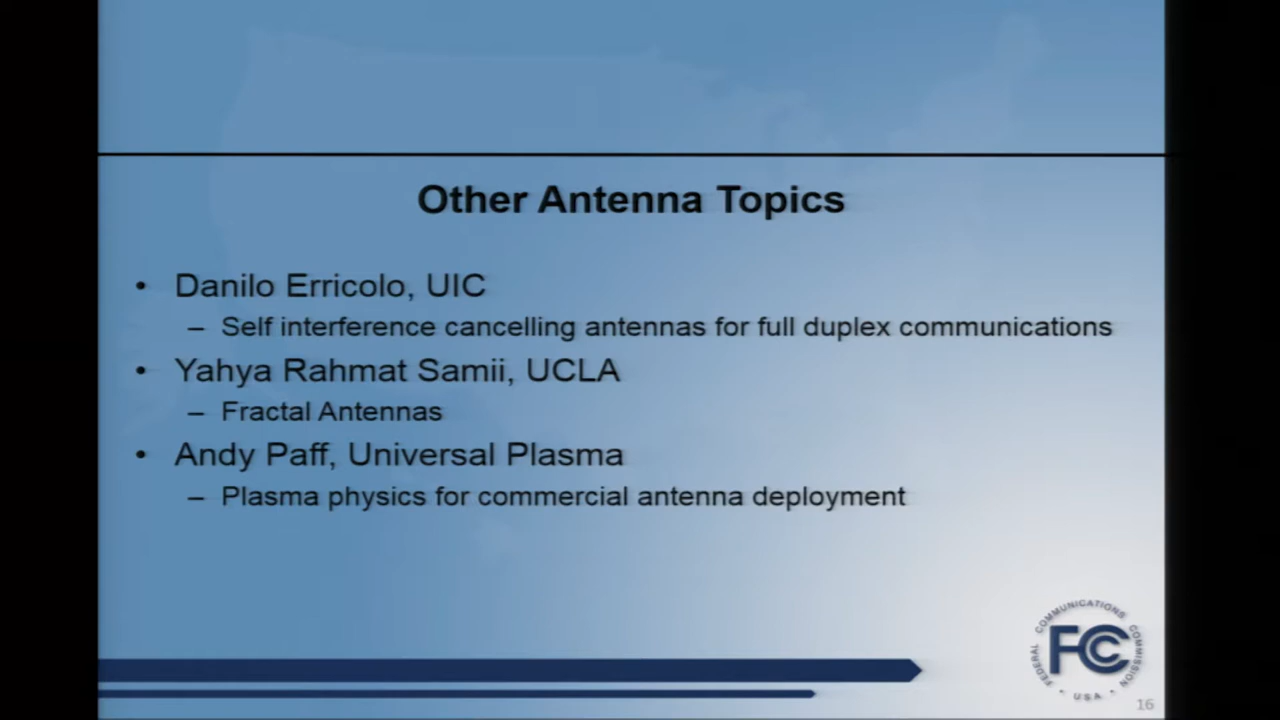 Other Antenna Topics
• Danilo Erricolo, UIC
– Self interference cancelling antennas for full duplex communications
• Yahya Rahmat Samii, UCLA
– Fractal Antennas
• Andy Paff, Universal Plasma
– Plasma physics for commercial antenna deployment
FEDERAL COMMUNICATIONS COMMISSION
FCC
• USA •
16